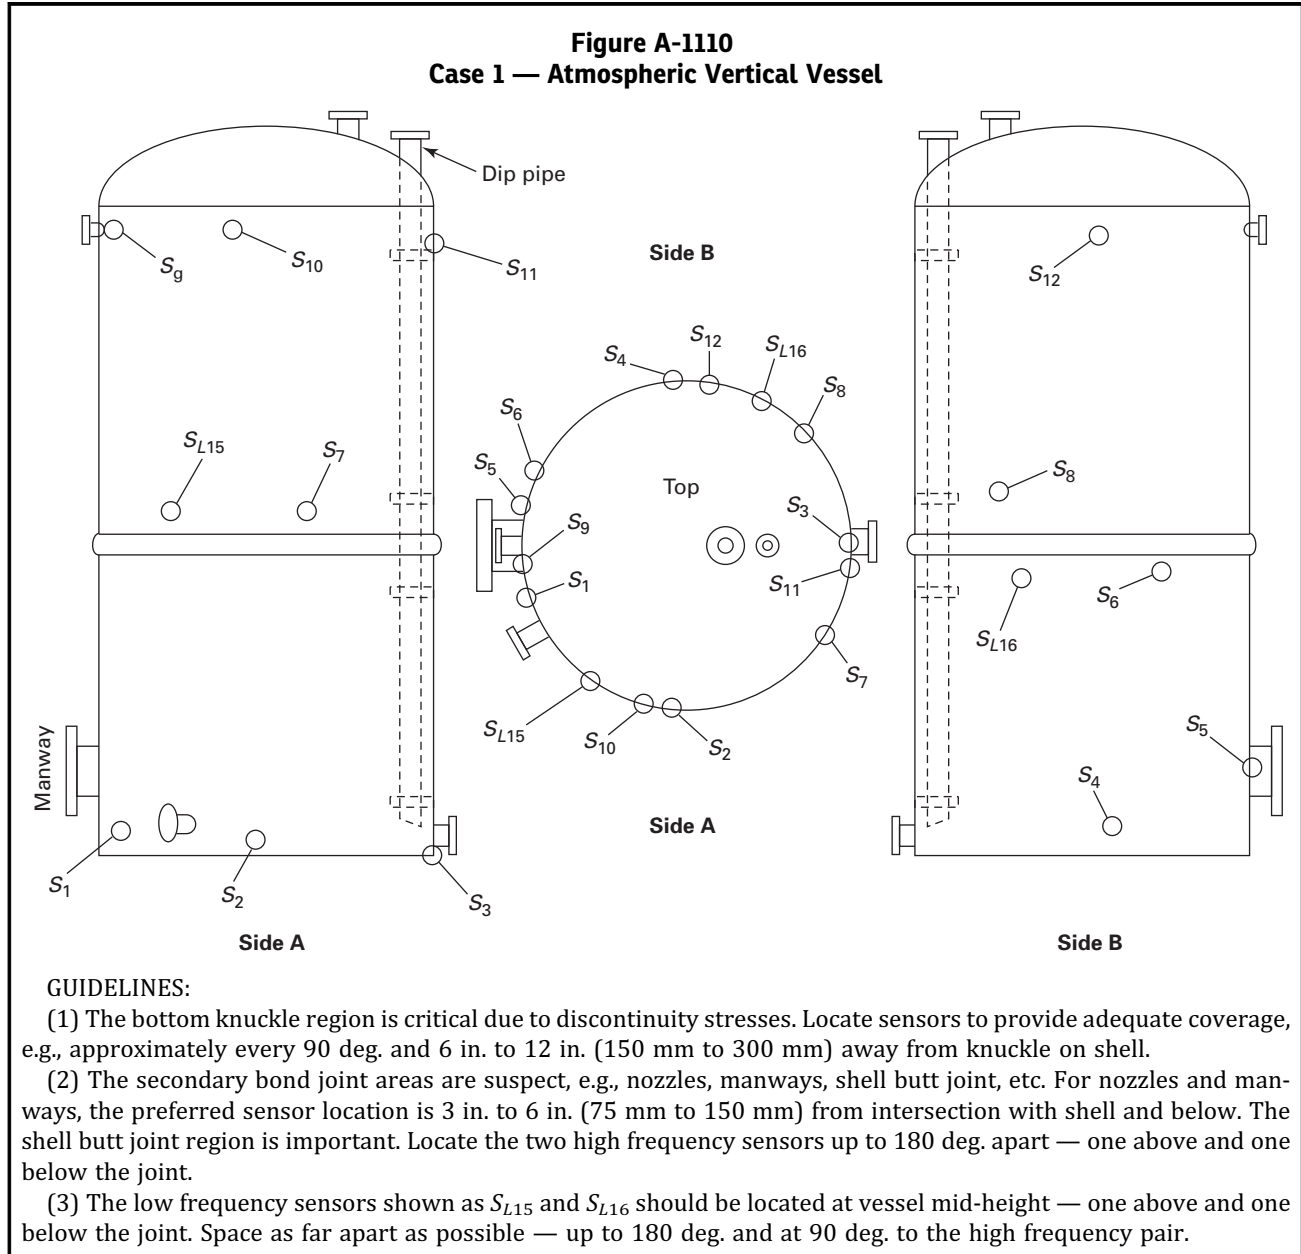 Figure A-1110
Case 1 — Atmospheric Vertical Vessel
Dip pipe
Sg
S10
S11
SL15
S7
Manway
S1
S2
S3
Side A
Side B
S4
S12
SL16
S8
S6
S5
Top
S3
S9
S11
S1
S7
SL15
S10
S2
Side A
S12
S8
SL16
S6
S5
S4
Side B
GUIDELINES:
(1) The bottom knuckle region is critical due to discontinuity stresses. Locate sensors to provide adequate coverage,
e.g., approximately every 90 deg. and 6 in. to 12 in. (150 mm to 300 mm) away from knuckle on shell.
(2) The secondary bond joint areas are suspect, e.g., nozzles, manways, shell butt joint, etc. For nozzles and man-
ways, the preferred sensor location is 3 in. to 6 in. (75 mm to 150 mm) from intersection with shell and below. The
shell butt joint region is important. Locate the two high frequency sensors up to 180 deg. apart — one above and one
below the joint.
(3) The low frequency sensors shown as SL15 and SL16 should be located at vessel mid-height — one above and one
below the joint. Space as far apart as possible — up to 180 deg. and at 90 deg. to the high frequency pair.